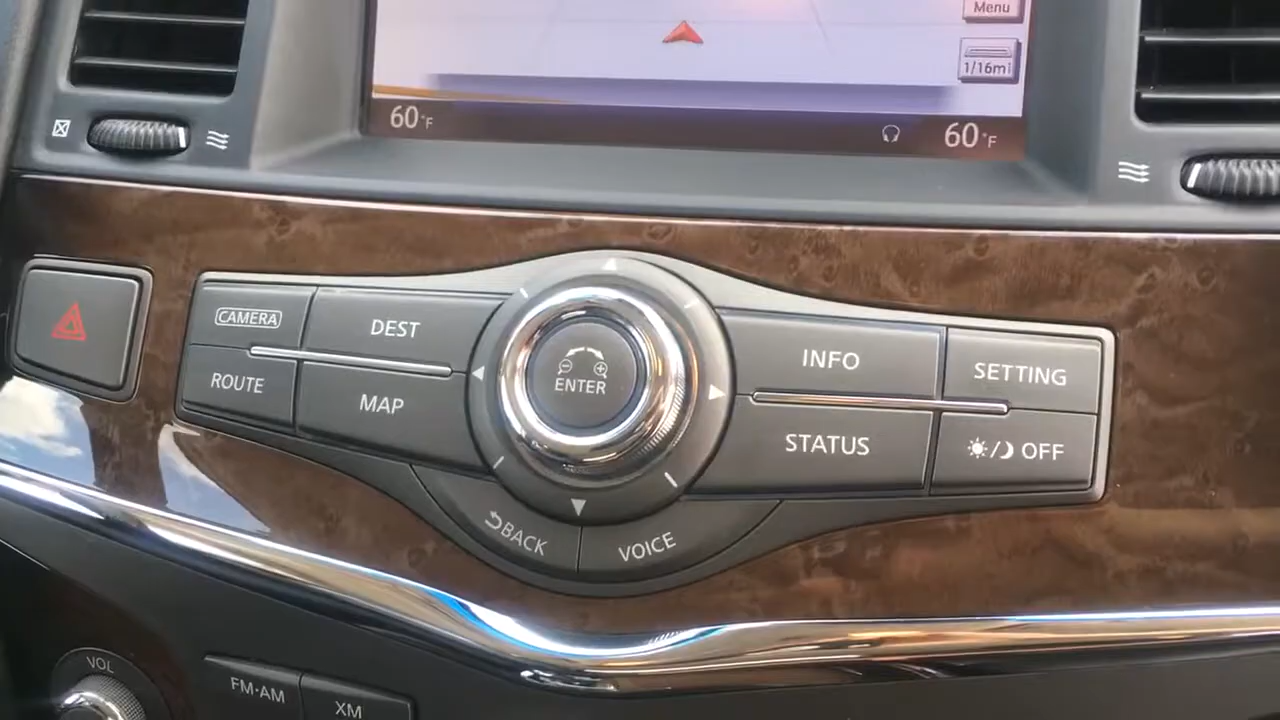 Menu
1/16mi
60°F
60°F
CAMERA
DEST
ROUTE
MAP
ENTER
INFO
SETTING
STATUS
OFF
BACK
VOICE
VOL
FM·AM
XM